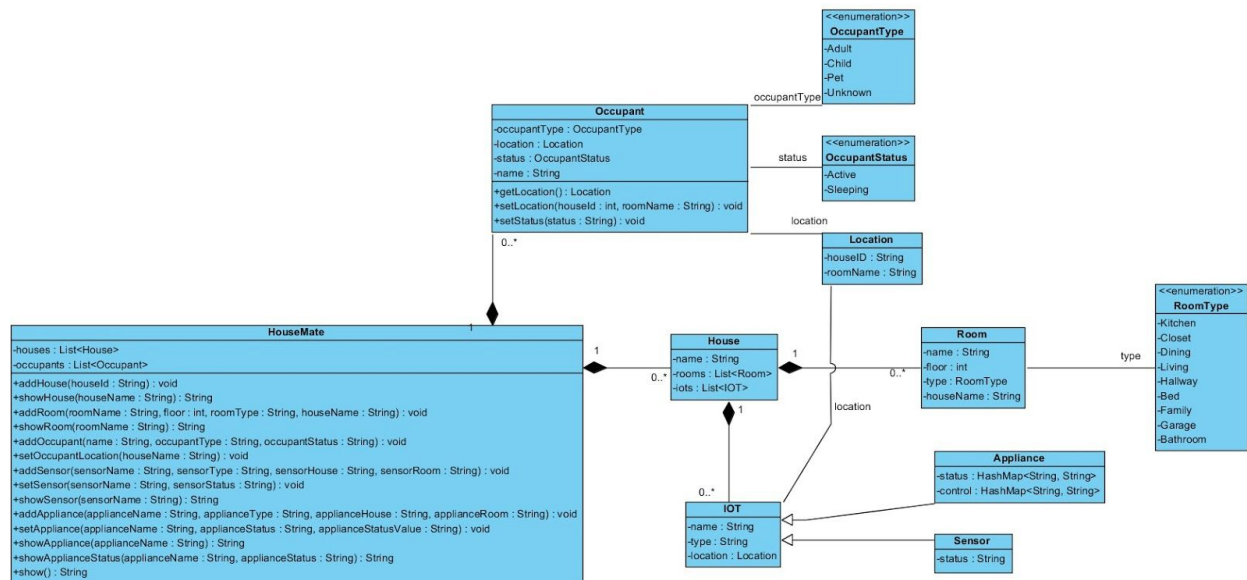 <<enumeration>>
OccupantType
-Adult
-Child
-Pet
-Unknown
occupantType
Occupant
-occupantType : OccupantType
-location : Location
-status : OccupantStatus
-name : String
+getLocation() : Location
+setLocation(houseId : int, roomName : String) : void
+setStatus(status : String) : void
status
<<enumeration>>
OccupantStatus
-Active
-Sleeping
location
0..*
1
Location
-houseID : String
-roomName : String
HouseMate
-houses : List<House>
-occupants : List<Occupant>
+addHouse(houseId : String) : void
+showHouse(houseName : String) : String
+addRoom(roomName : String, floor : int, roomType : String, houseName : String) : void
+showRoom(roomName : String) : String
+addOccupant(name : String, occupantType : String, occupantStatus : String) : void
+setOccupantLocation(houseName : String) : void
+addSensor(sensorName : String, sensorType : String, sensorHouse : String, sensorRoom : String) : void
+setSensor(sensorName : String, sensorStatus : String) : void
+showSensor(sensorName : String) : String
+addAppliance(applianceName : String, applianceType : String, applianceHouse : String, applianceRoom : String) : void
+setAppliance(applianceName : String, applianceStatus : String, applianceStatusValue : String) : void
+showAppliance(applianceName : String) : String
+showApplianceStatus(applianceName : String, applianceStatus : String) : String
+show() : String
1
0..*
House
-name : String
-rooms : List<Room>
-iots : List<IOT>
1
0..*
1
0..*
Room
-name : String
-floor : int
-type : RoomType
-houseName : String
type
<<enumeration>>
RoomType
-Kitchen
-Closet
-Dining
-Living
-Hallway
-Bed
-Family
-Garage
-Bathroom
location
IOT
-name : String
-type : String
-location : Location
Appliance
-status : HashMap<String, String>
-control : HashMap<String, String>
Sensor
-status : String